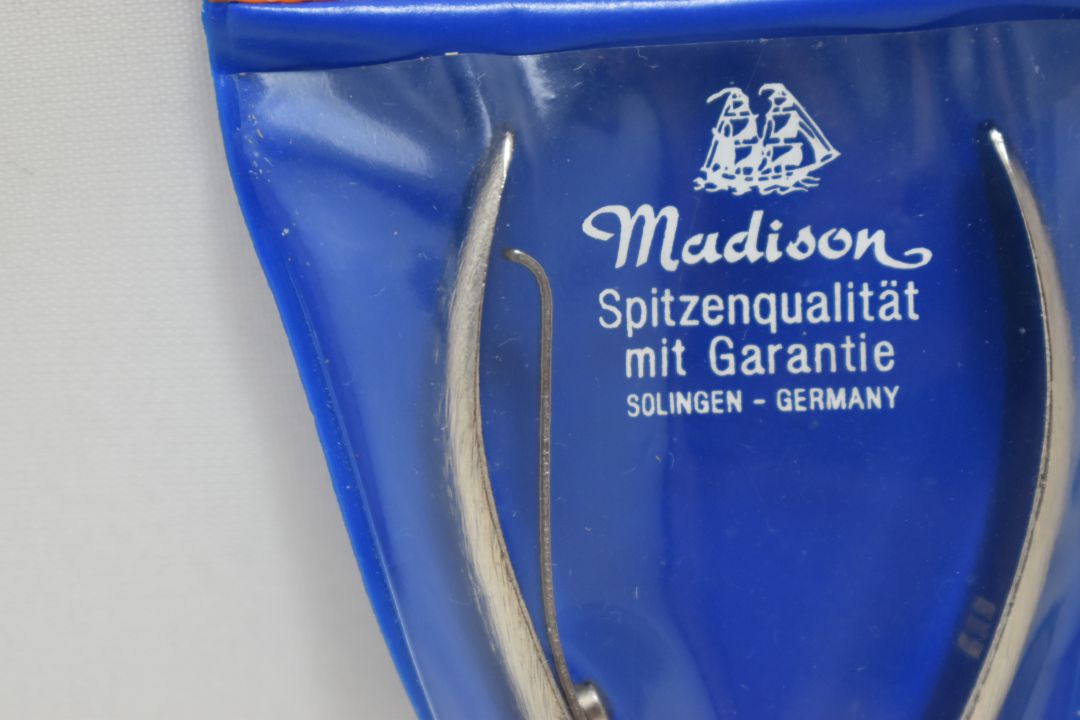 Madison
Spitzenqualität
mit Garantie
SOLINGEN - GERMANY